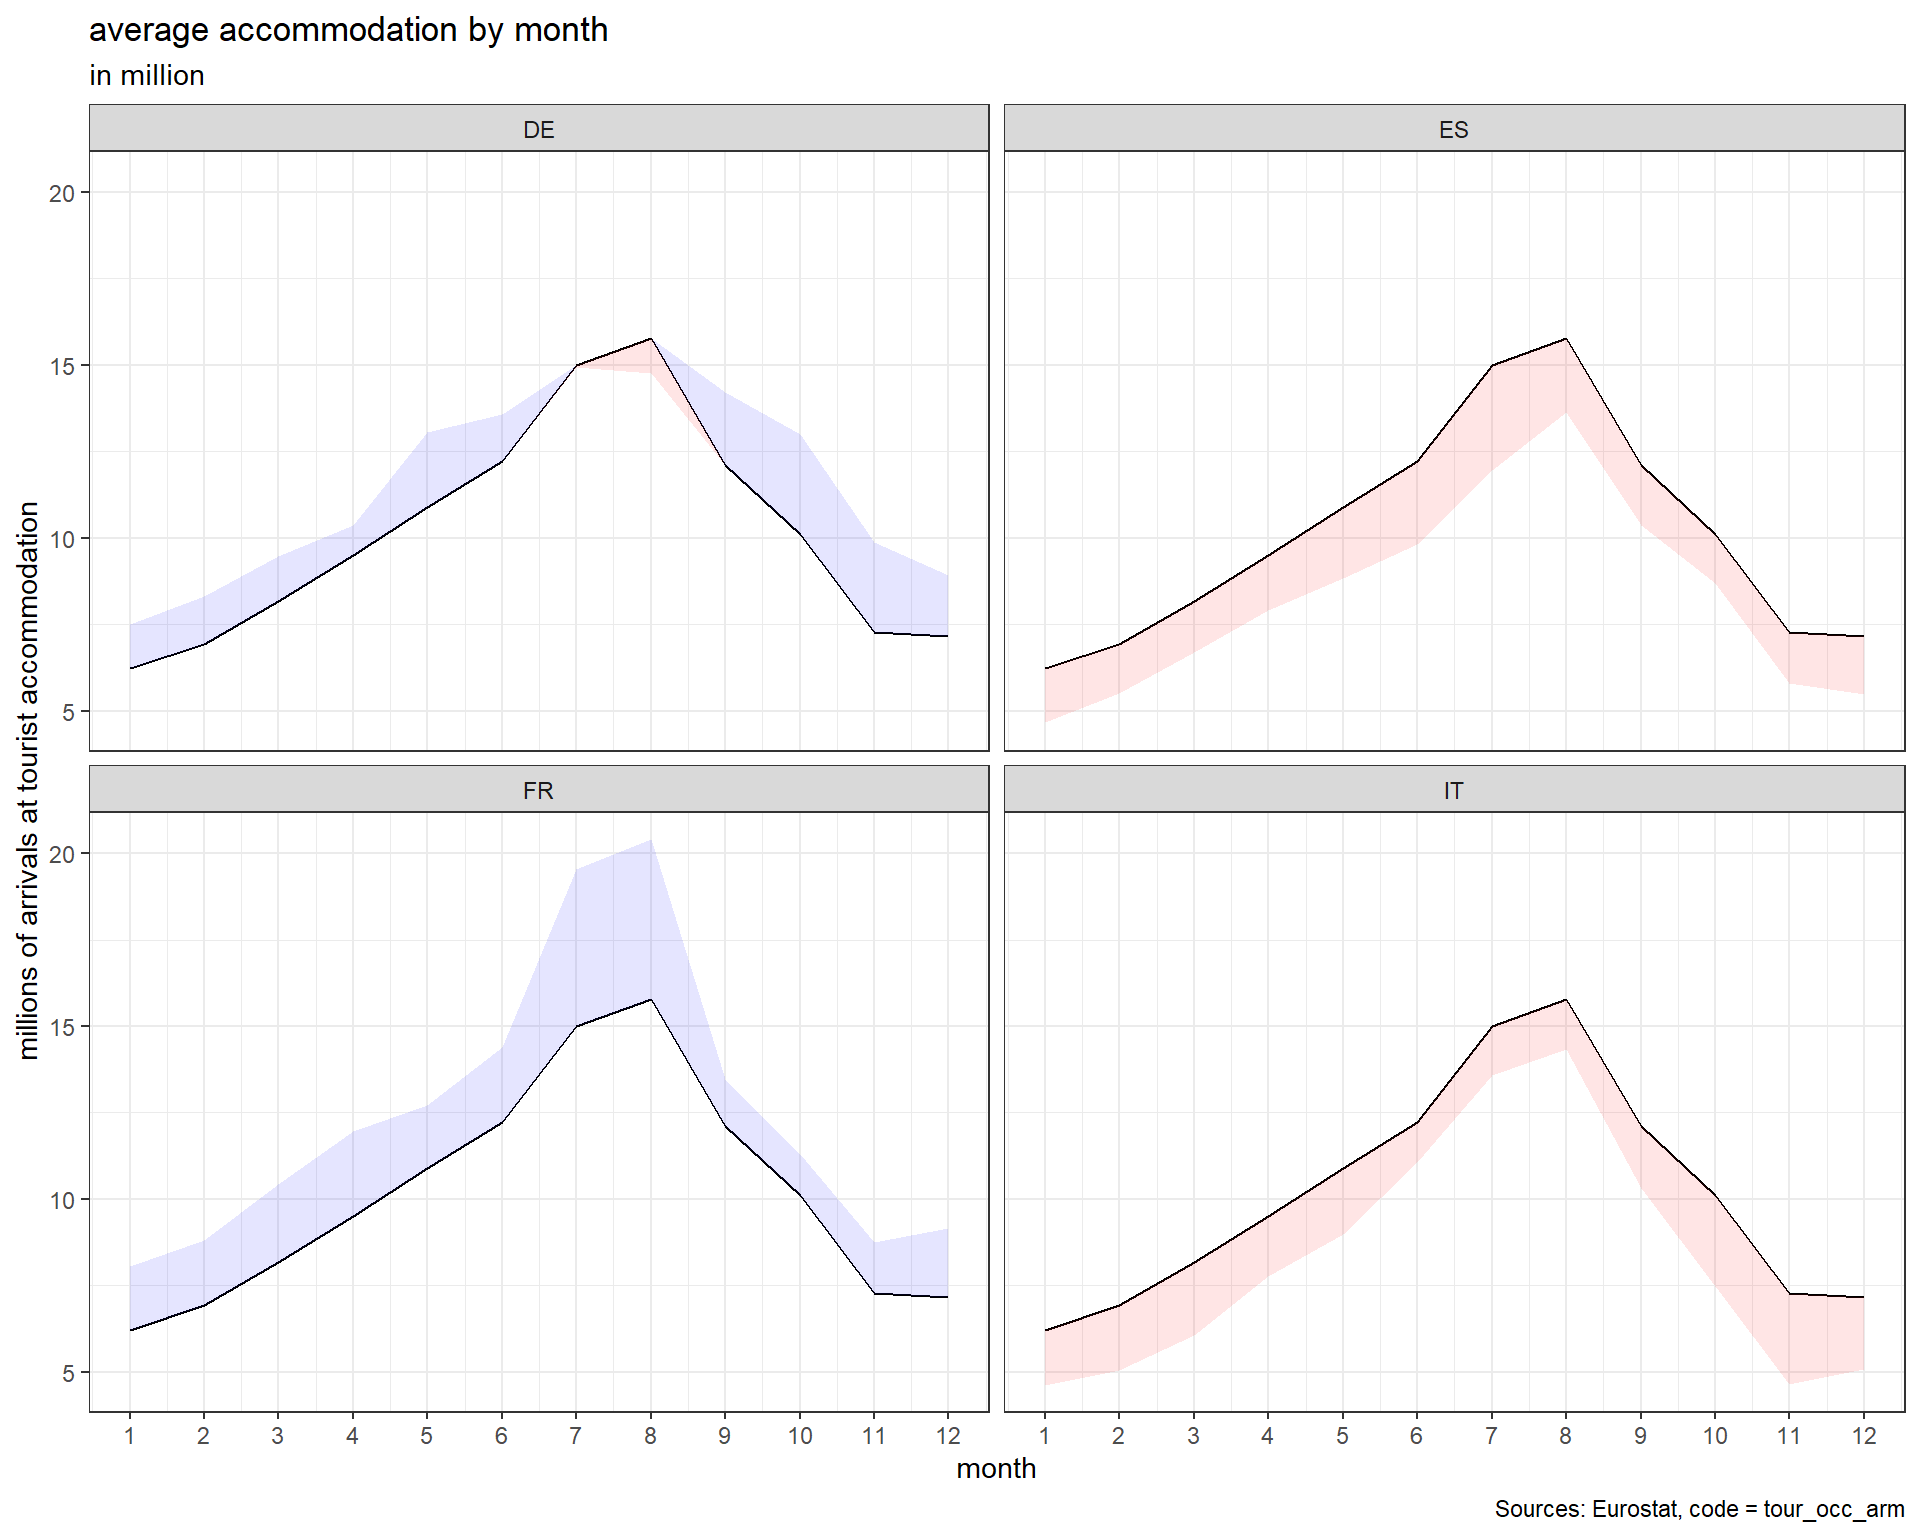 average accommodation by month
in million
DE
ES
20
15
10
5
FR
IT
20
15
10
5
millions of arrivals at tourist accommodation
1 2 3 4 5 6 7 8 9 10 11 12
1 2 3 4 5 6 7 8 9 10 11 12
month
Sources: Eurostat, code = tour_occ_arm